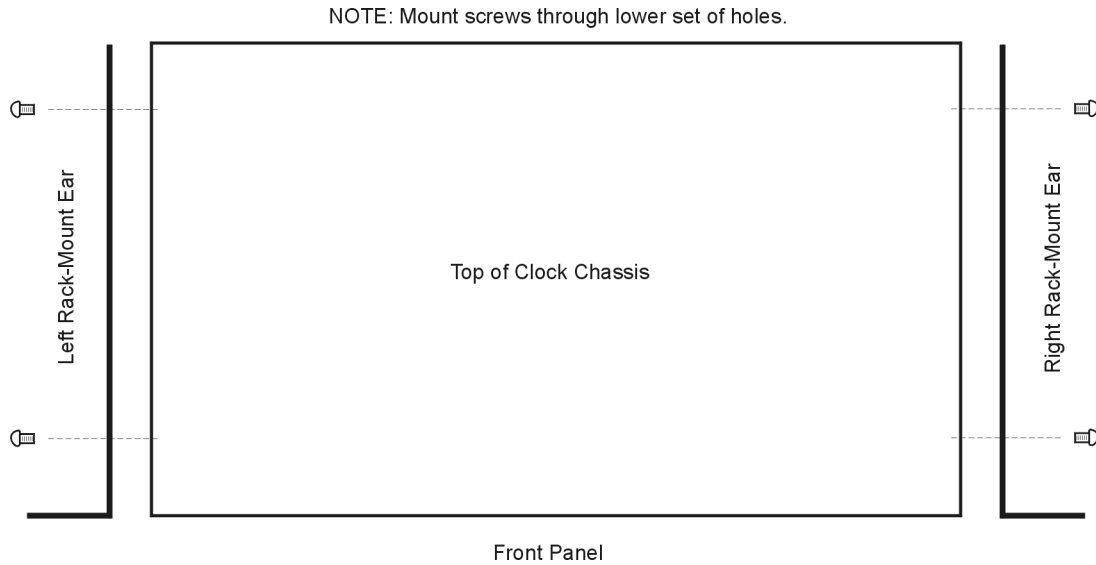 NOTE: Mount screws through lower set of holes.
Left Rack-Mount Ear
Top of Clock Chassis
Right Rack-Mount Ear
Front Panel